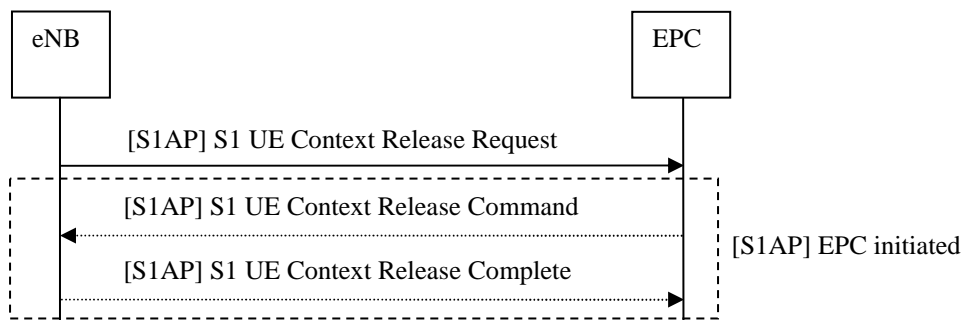 eNB
EPC
[S1AP] S1 UE Context Release Request
[S1AP] S1 UE Context Release Command
[S1AP] EPC initiated
[S1AP] S1 UE Context Release Complete